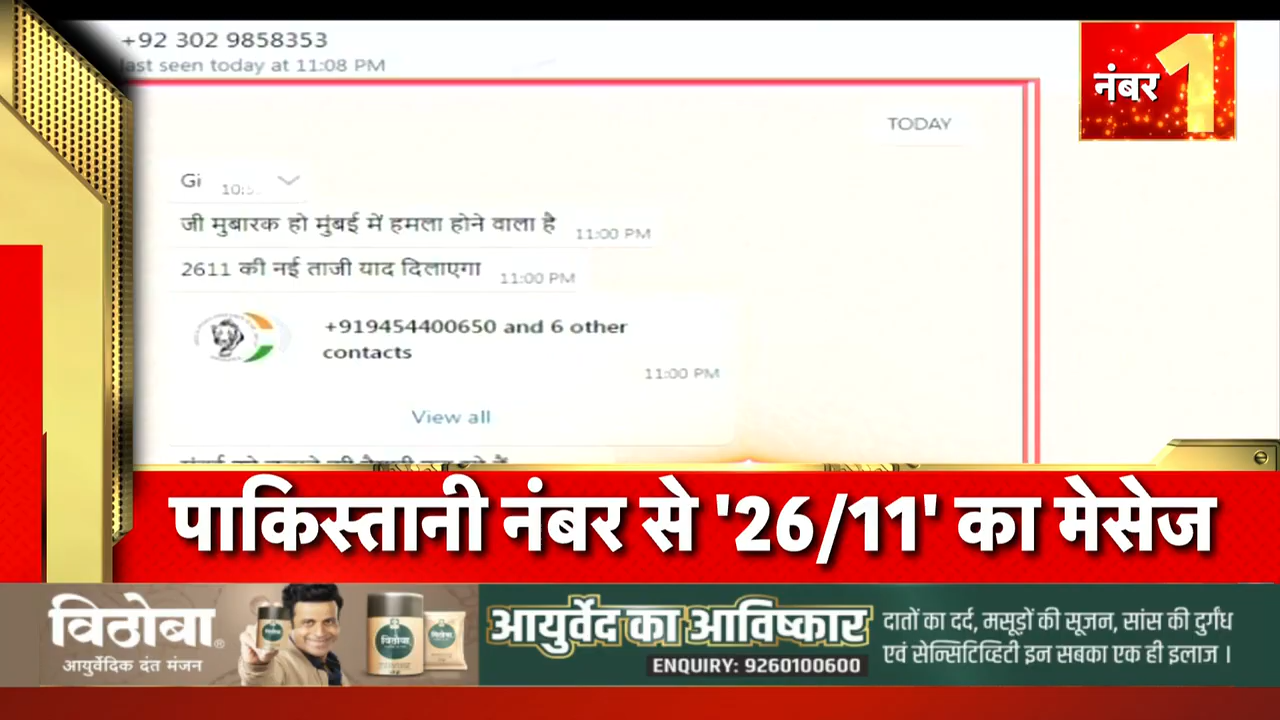 +92 302 9858353
last seen today at 11:08 PM
नंबर 1
TODAY
Gi
जी मुबारक हो मुंबई में हमला होने वाला है 11:00 PM
2611 की नई ताजी याद दिलाएगा 11:00 PM
+919454400650 and 6 other
contacts
11:00 PM
View all
पाकिस्तानी नंबर से '26/11' का मेसेज
विठोबा®
आयुर्वेदिक दंत मंजन
आयुर्वेद का आविष्कार
ENQUIRY: 9260100600
दातों का दर्द, मसूड़ों की सूजन, सांस की दुर्गंध
एवं सेन्सिटिव्हिटी इन सबका एक ही इलाज ।